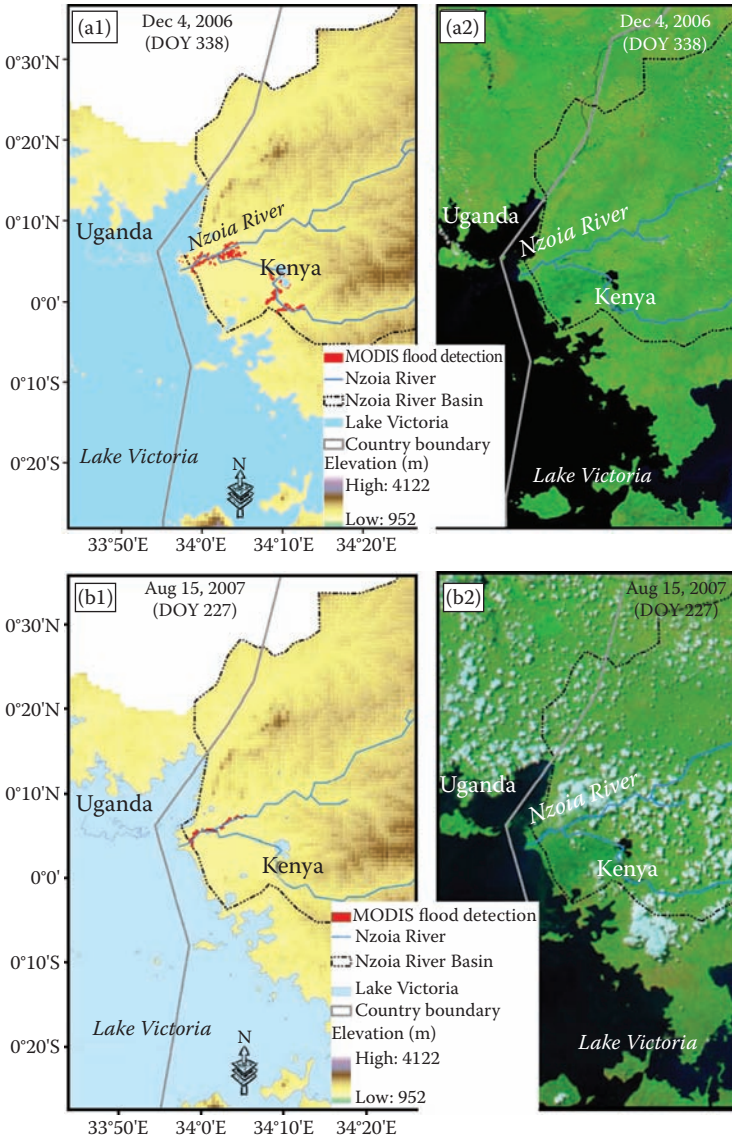 (a1)
Dec 4, 2006
(DOY 338)
0°30'N
0°20'N
0°10'N
0°0'
0°10'S
0°20'S
Uganda
Nzoia River
Kenya
MODIS flood detection
Nzoia River
Nzoia River Basin
Lake Victoria
Country boundary
Elevation (m)
High: 4122
Low: 952
Lake Victoria
N
33°50'E
34°0'E
34°10'E
34°20'E
(a2)
Dec 4, 2006
(DOY 338)
Uganda
Nzoia River
Kenya
Lake Victoria
(b1)
Aug 15, 2007
(DOY 227)
0°30'N
0°20'N
0°10'N
0°0'
0°10'S
0°20'S
Uganda
Nzoia River
Kenya
MODIS flood detection
Nzoia River
Nzoia River Basin
Lake Victoria
Country boundary
Elevation (m)
High: 4122
Low: 952
Lake Victoria
N
33°50'E
34°0'E
34°10'E
34°20'E
(b2)
Aug 15, 2007
(DOY 227)
Uganda
Nzoia River
Kenya
Lake Victoria